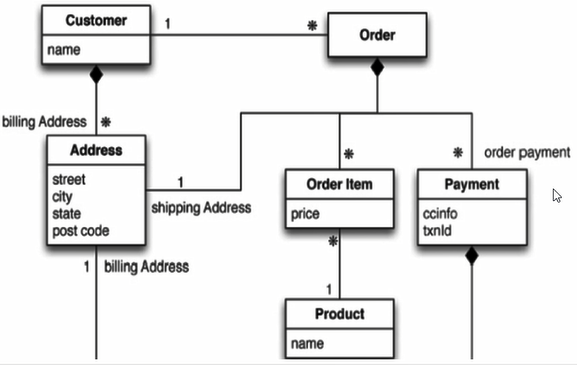 Customer
name
1
*
Order
billing Address
*
Address
street
city
state
post code
1
shipping Address
*
Order Item
price
*
order payment
Payment
ccinfo
txnId
1
billing Address
*
1
Product
name